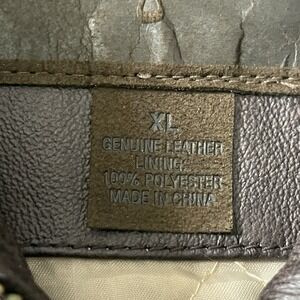 XL
GENUINE LEATHER
LINING:
100% POLYESTER
MADE IN CHINA